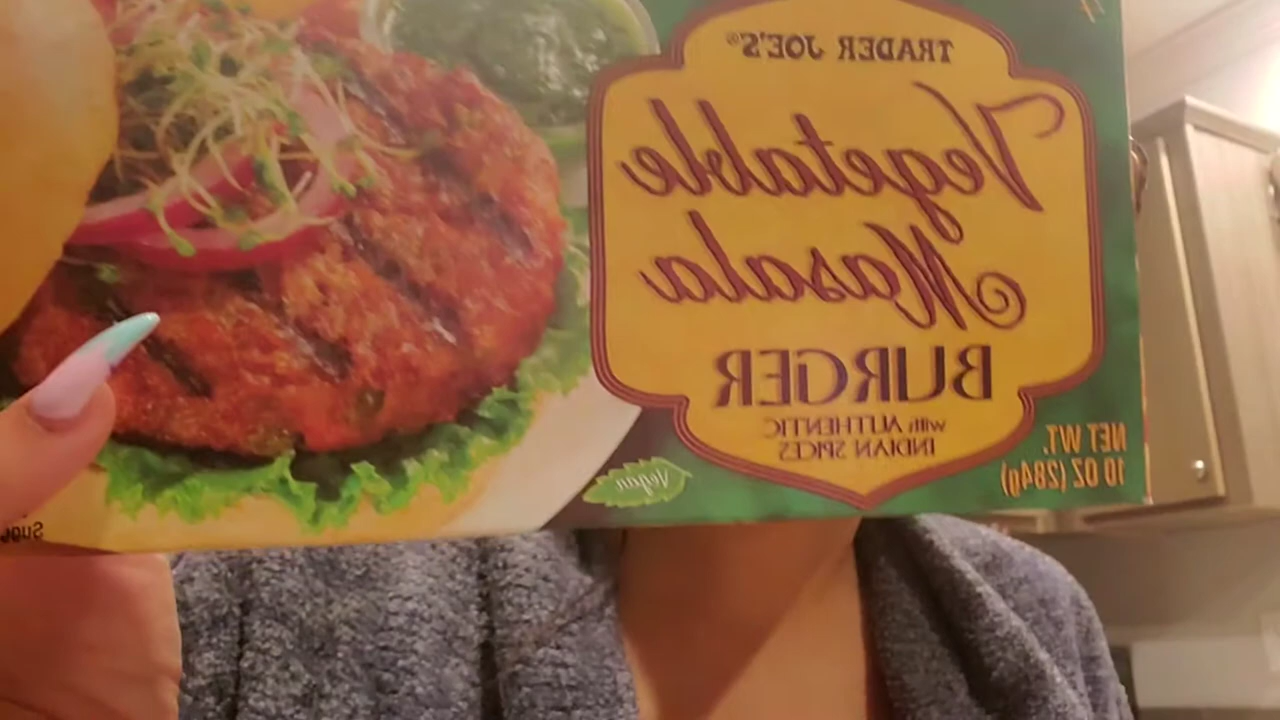 TRADER JOE'S®
Vegetable
Masala
BURGER
with AUTHENTIC
INDIAN SPICES
Vegan
NET WT.
10 OZ (284g)